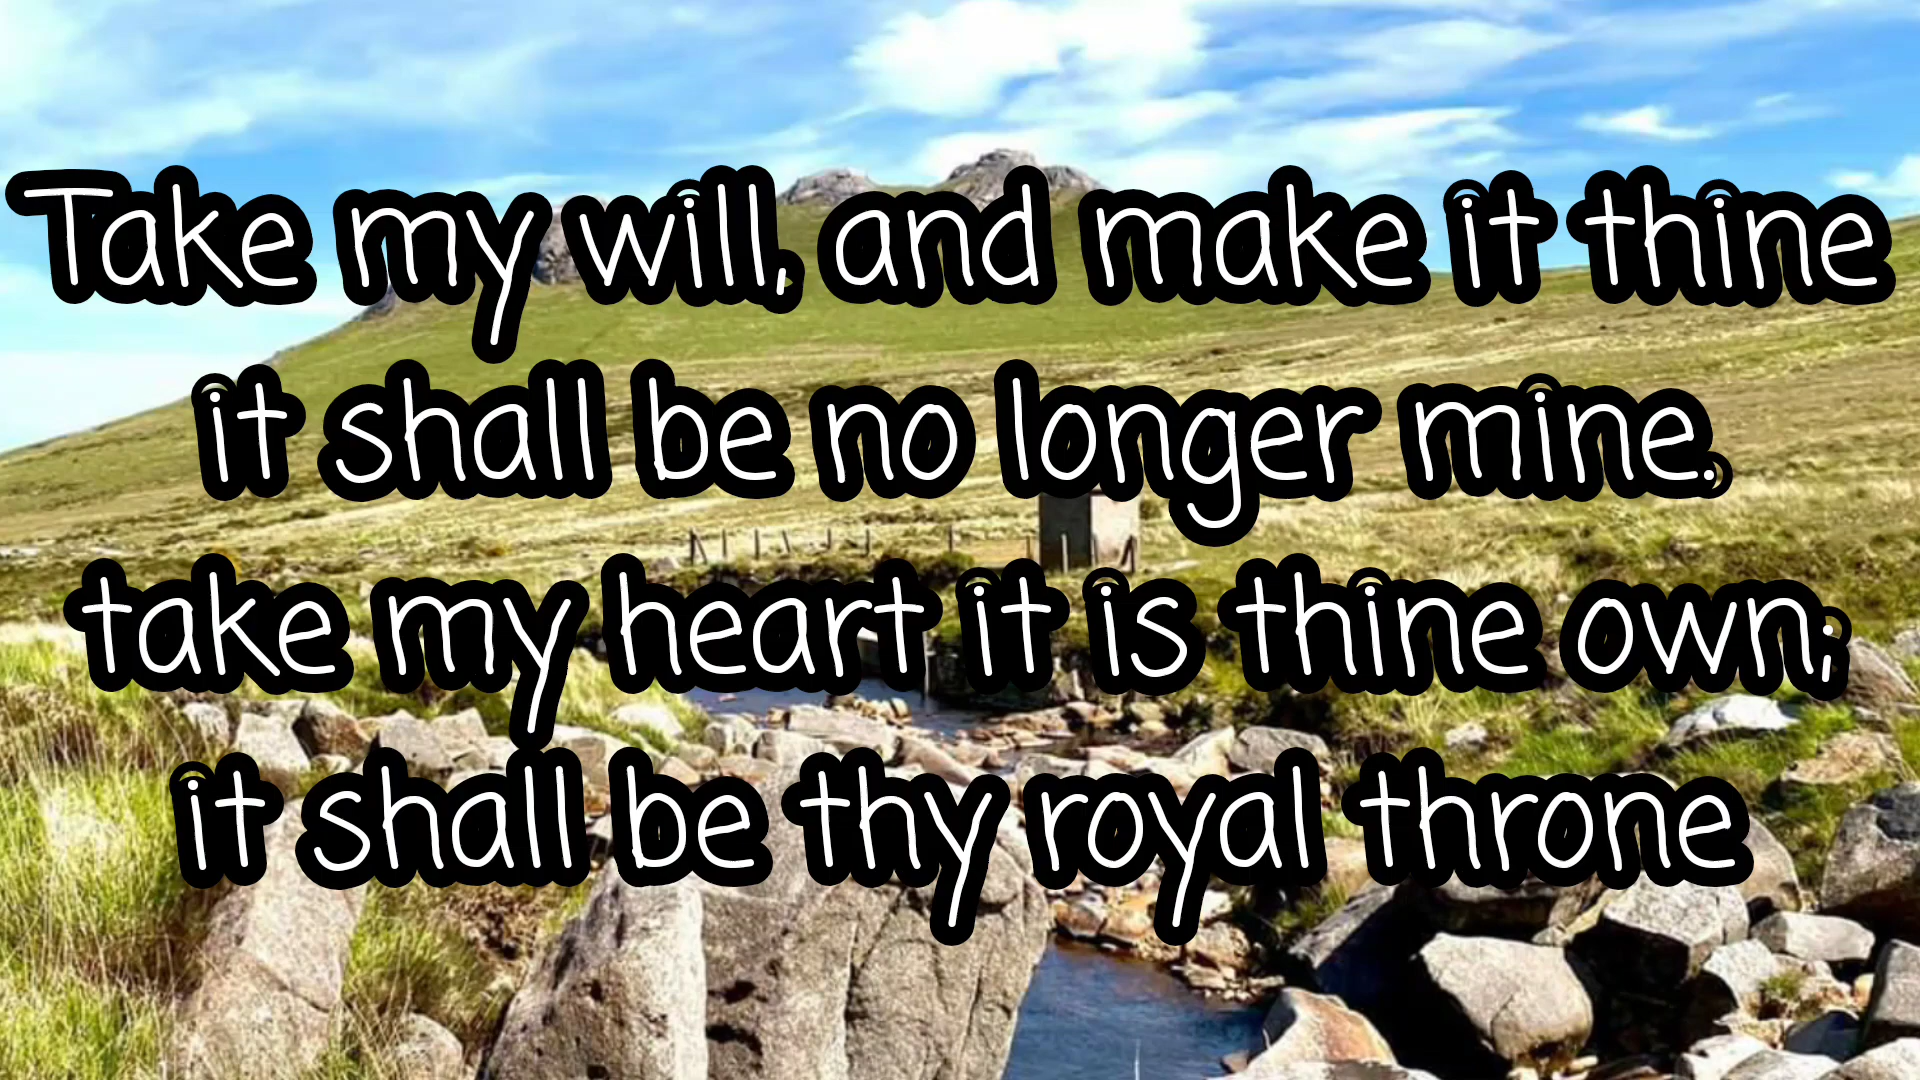 Take my will, and make it thine
it shall be no longer mine.
take my heart it is thine own;
it shall be thy royal throne